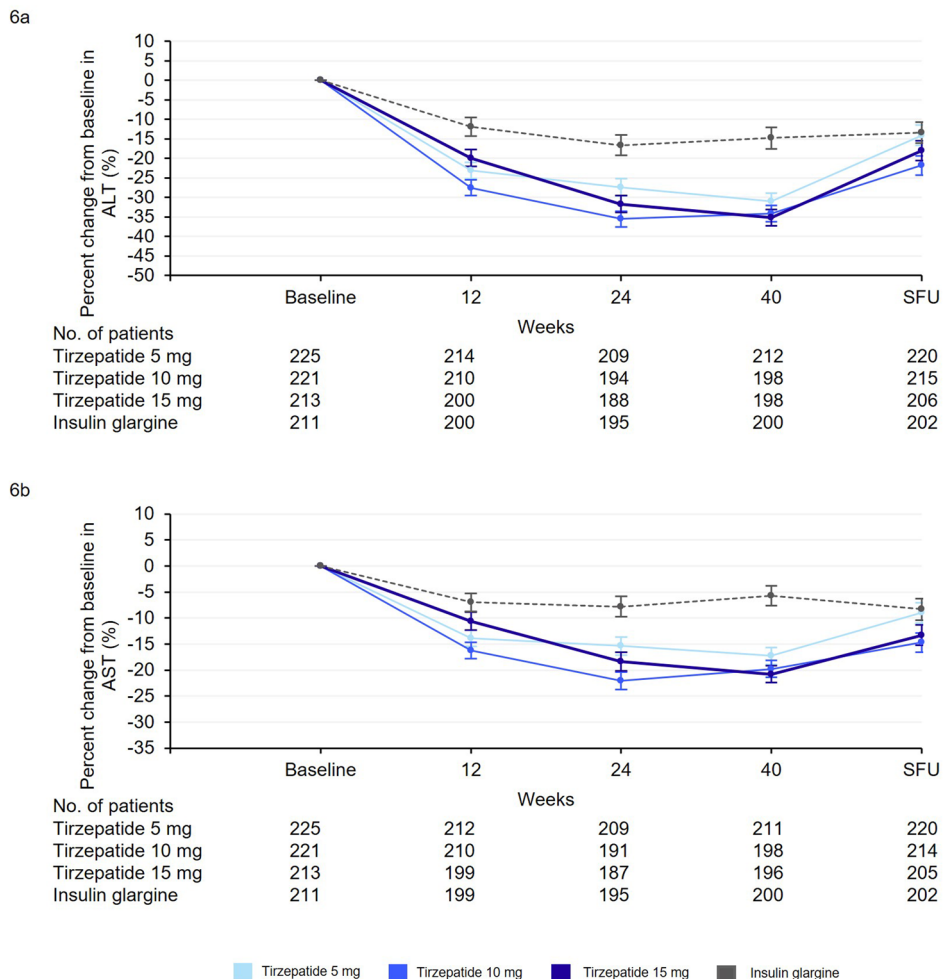 6a
Percent change from baseline in
ALT (%)
10
5
0
-5
-10
-15
-20
-25
-30
-35
-40
-45
-50
Baseline 12 24 40 SFU
Weeks
No. of patients
Tirzepatide 5 mg 225 214 209 212 220
Tirzepatide 10 mg 221 210 194 198 215
Tirzepatide 15 mg 213 200 188 198 206
Insulin glargine 211 200 195 200 202
6b
Percent change from baseline in
AST (%)
10
5
0
-5
-10
-15
-20
-25
-30
-35
Baseline 12 24 40 SFU
Weeks
No. of patients
Tirzepatide 5 mg 225 212 209 211 220
Tirzepatide 10 mg 221 210 191 198 214
Tirzepatide 15 mg 213 199 187 196 205
Insulin glargine 211 199 195 200 202
Tirzepatide 5 mg Tirzepatide 10 mg Tirzepatide 15 mg Insulin glargine